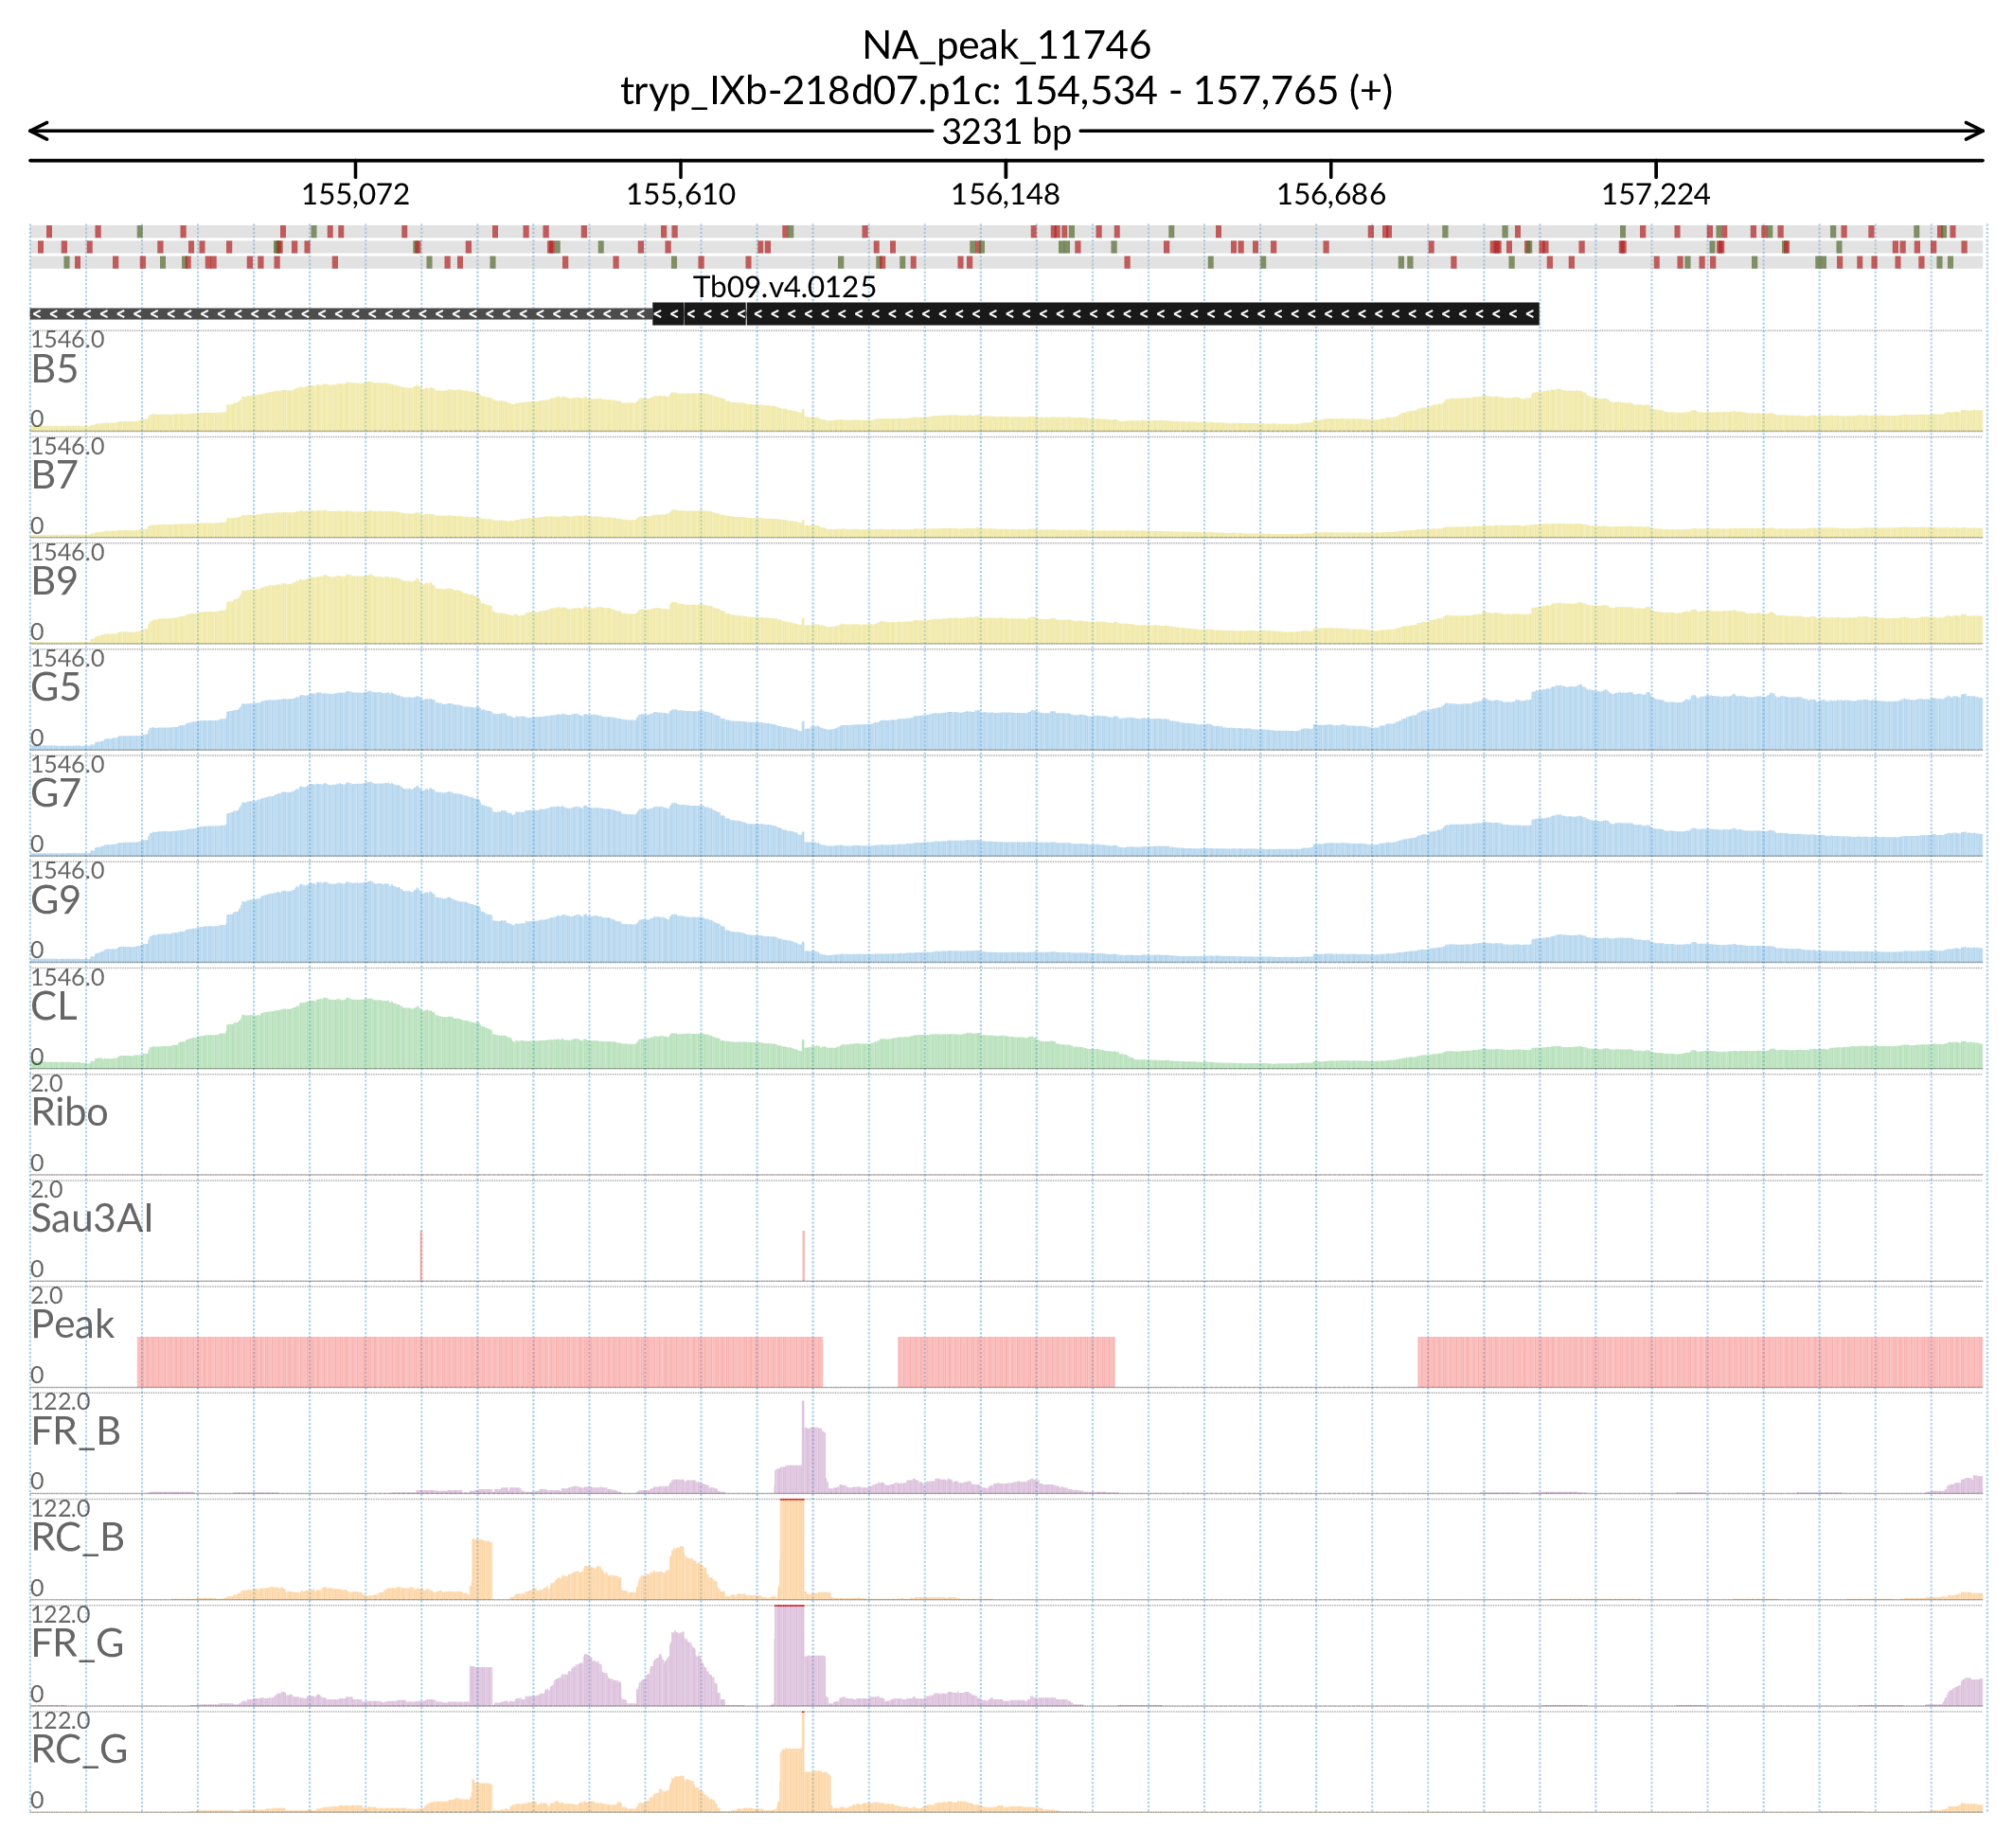 NA_peak_11746
tryp_IXb-218d07.p1c: 154,534 - 157,765 (+)
3231 bp
155,072 155,610 156,148 156,686 157,224
Tb09.v4.0125
1546.0
B5
0
1546.0
B7
0
1546.0
B9
0
1546.0
G5
0
1546.0
G7
0
1546.0
G9
0
1546.0
CL
0
2.0
Ribo
0
2.0
Sau3AI
0
2.0
Peak
0
122.0
FR_B
0
122.0
RC_B
0
122.0
FR_G
0
122.0
RC_G
0